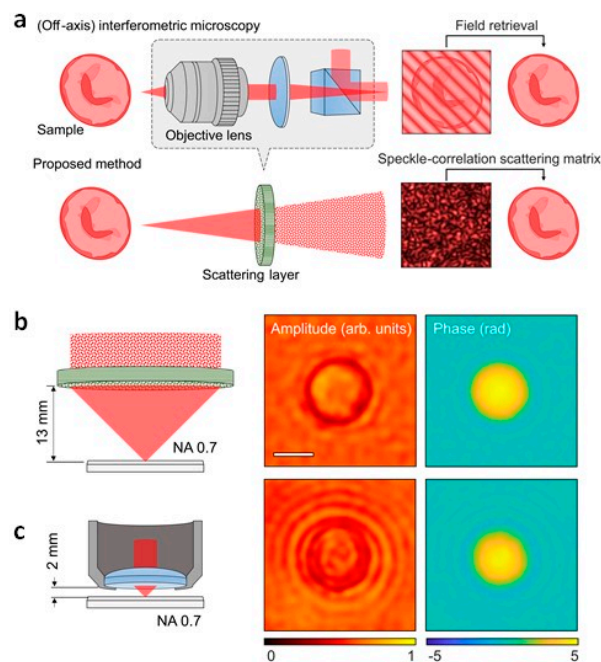 a
(Off-axis) interferometric microscopy
Field retrieval
Sample
Objective lens
Proposed method
Speckle-correlation scattering matrix
Scattering layer
b
13 mm
NA 0.7
Amplitude (arb. units)
Phase (rad)
c
2 mm
NA 0.7
0
1
-5
5